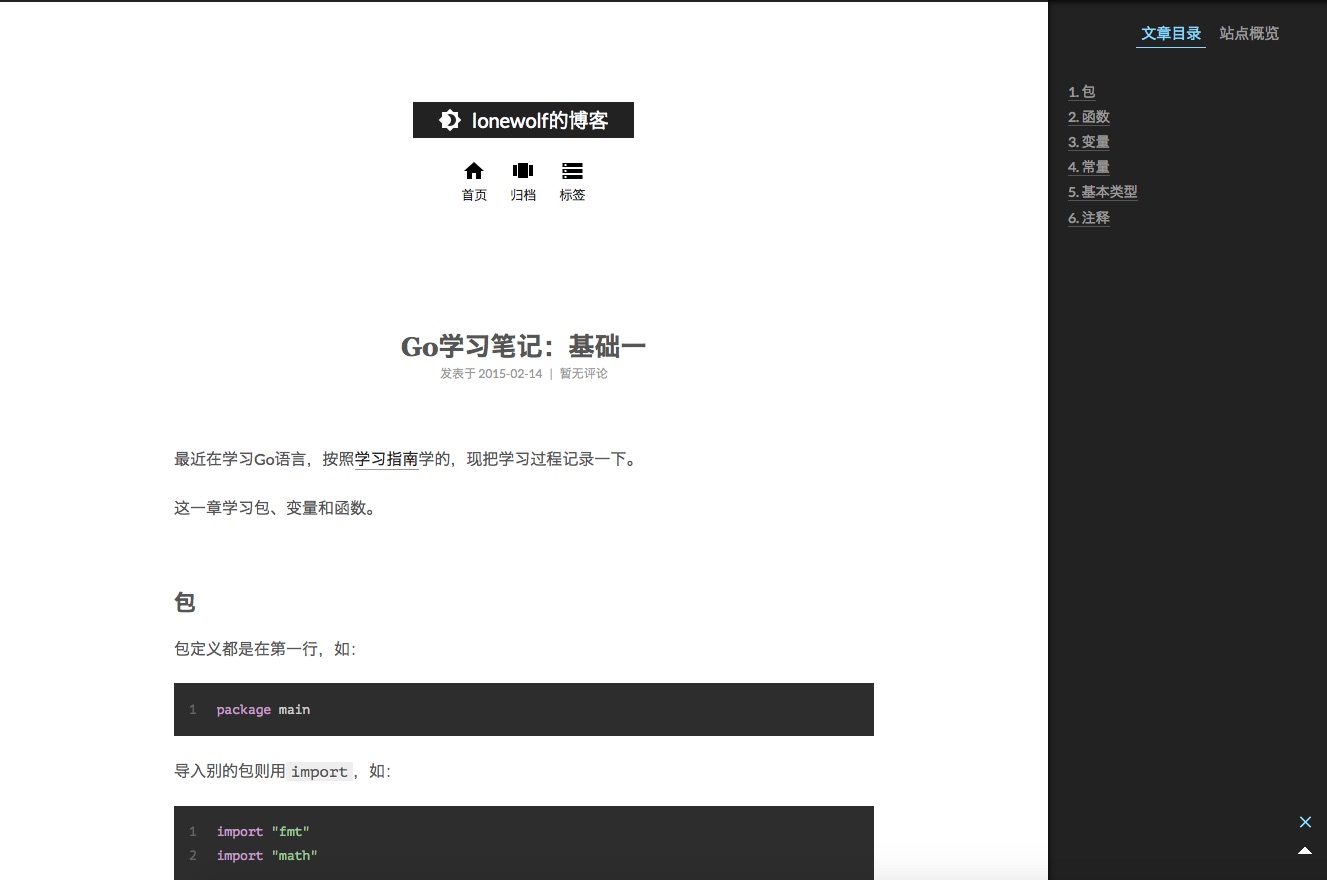 lonewolf的博客
首页 归档 标签
Go学习笔记：基础一
发表于 2015-02-14 | 暂无评论
最近在学习Go语言，按照学习指南学的，现把学习过程记录一下。
这一章学习包、变量和函数。
包
包定义都是在第一行，如：
1 package main
导入别的包则用import，如：
1 import "fmt"
2 import "math"
文章目录 站点概览
1. 包
2. 函数
3. 变量
4. 常量
5. 基本类型
6. 注释